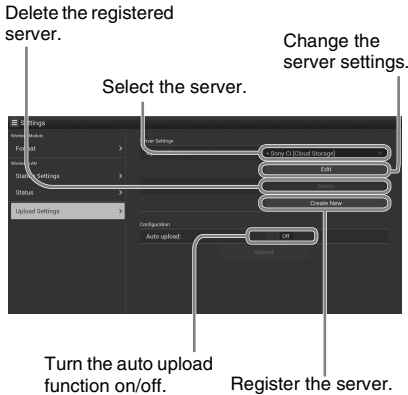 Delete the registered
server.
Change the
server settings.
Select the server.
Settings
Wireless Module
Format
Wireless LAN
Settings
Status
Upload Settings
Server Settings
• Sony Ci [Cloud Storage]
Edit
Delete
Create New
Configuration
Auto upload:
Off
Submit
Turn the auto upload
function on/off.
Register the server.